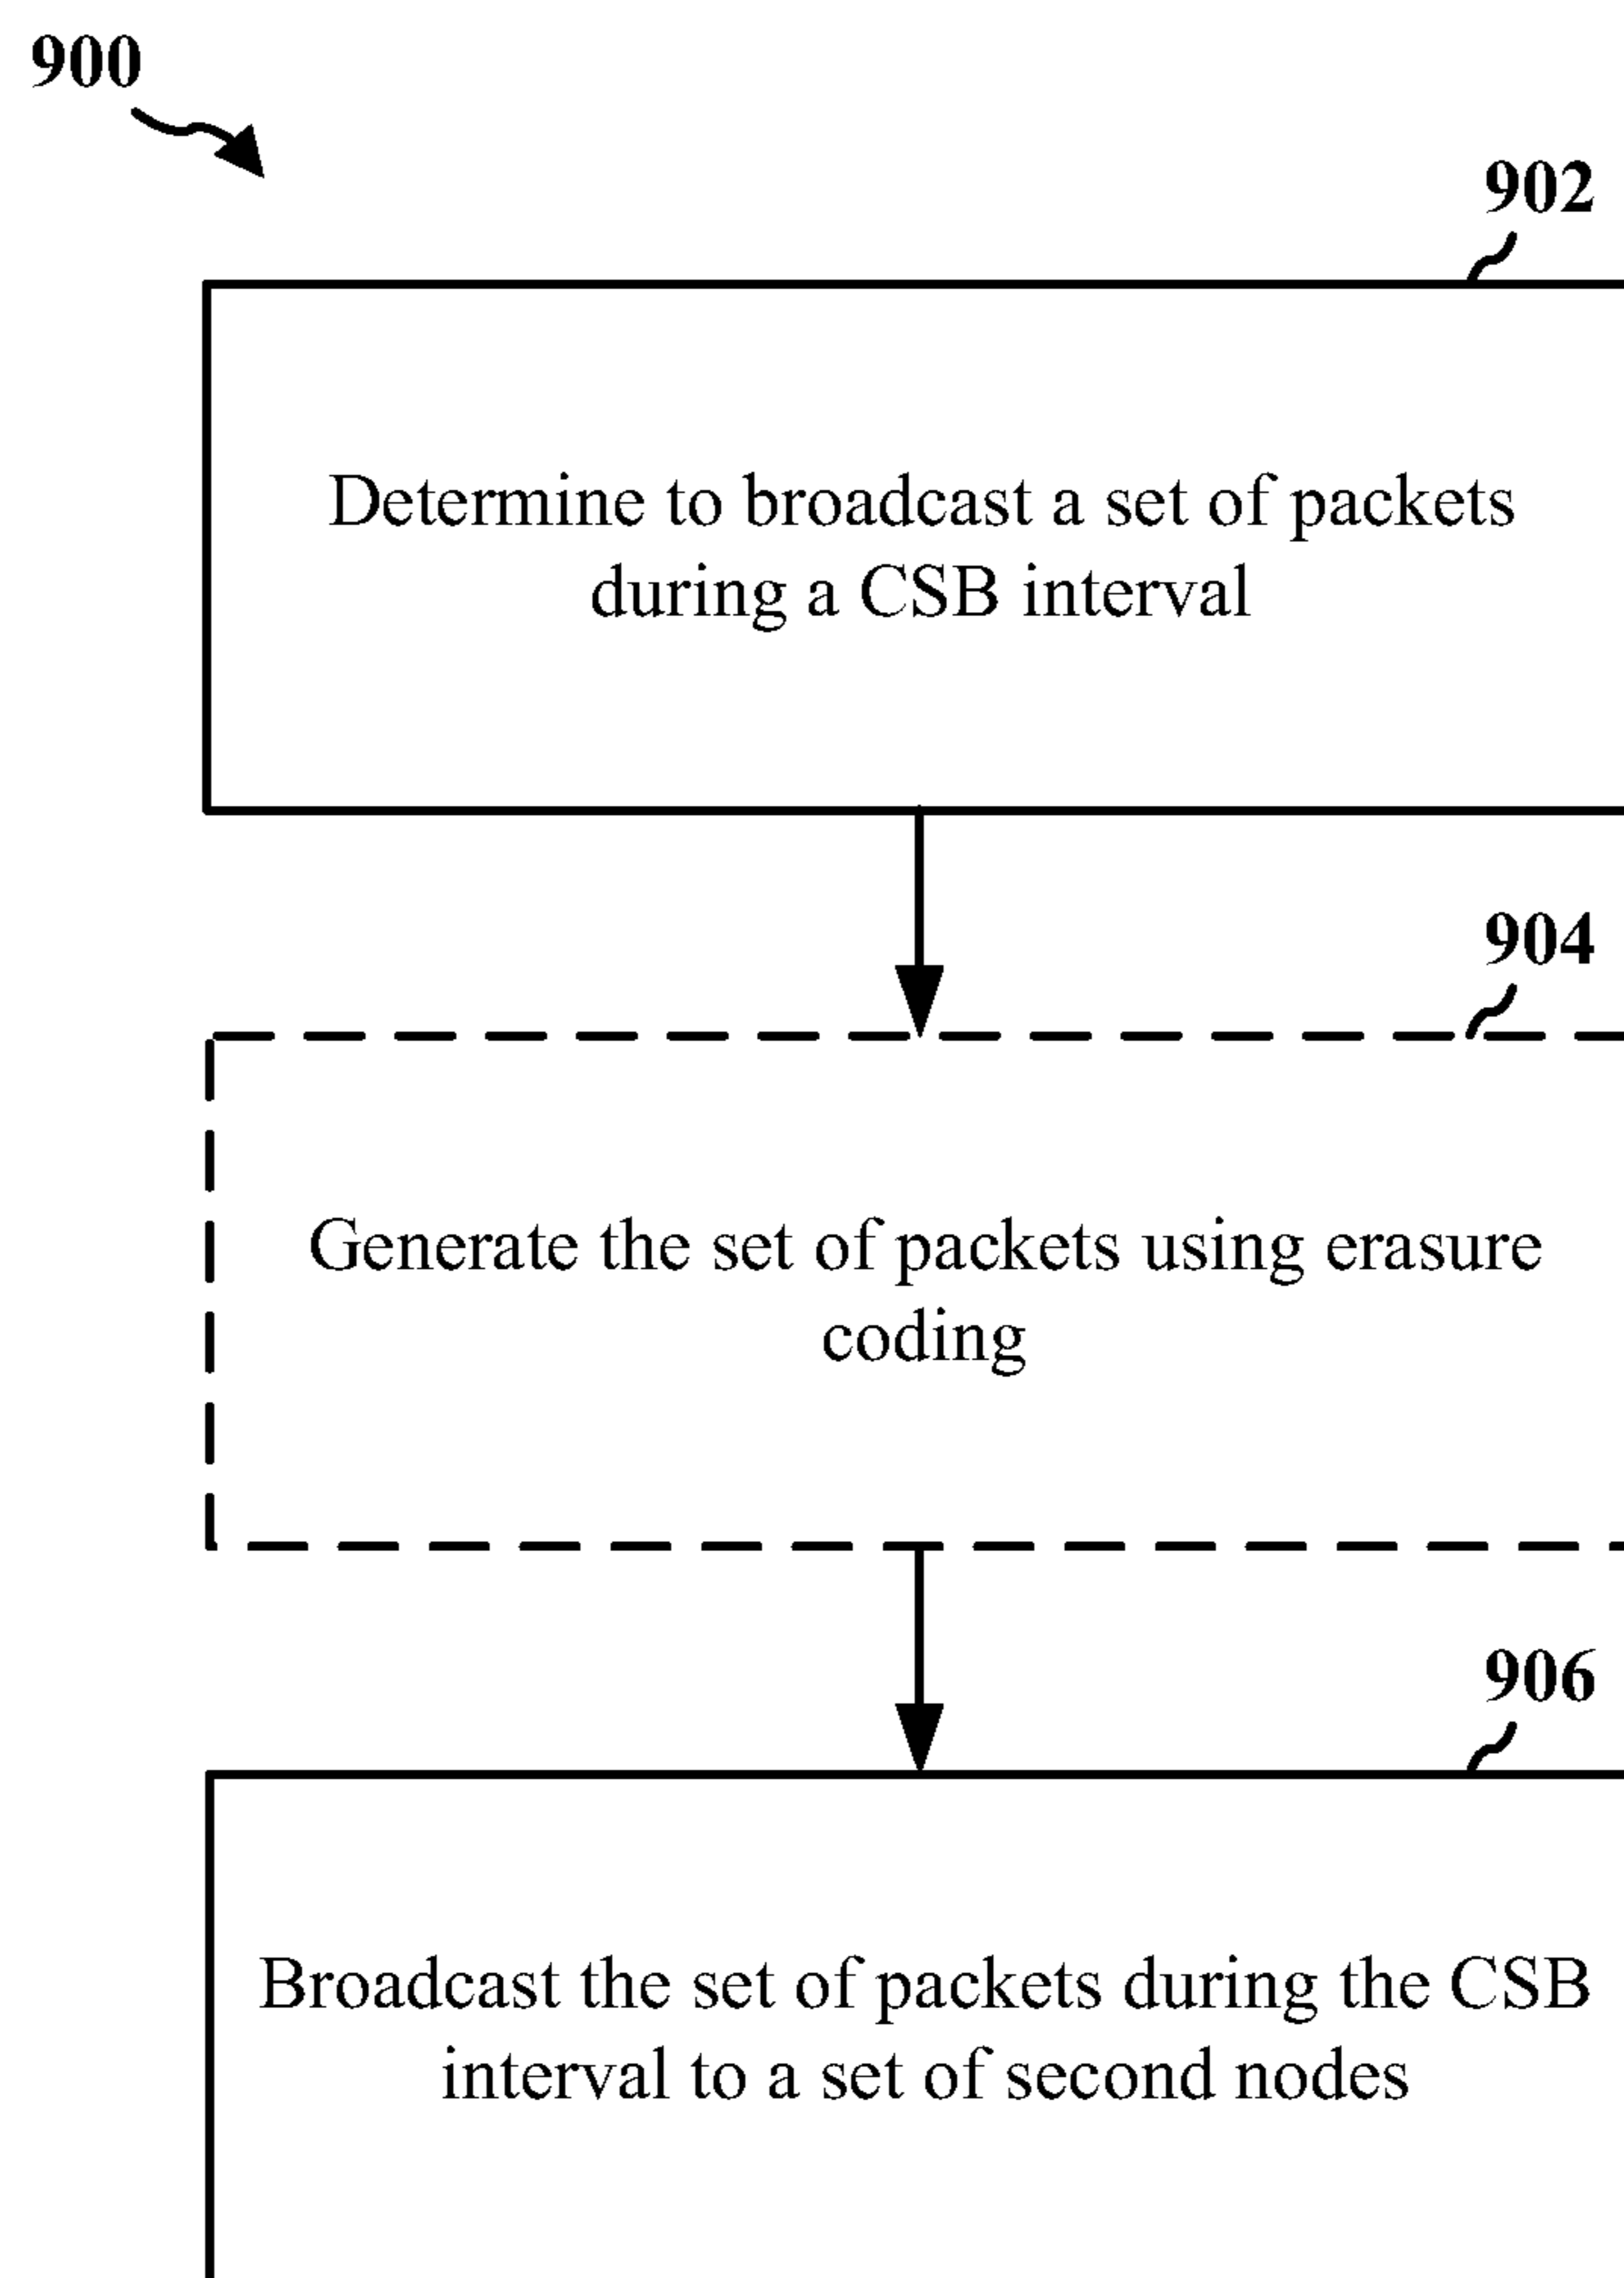 900
902
Determine to broadcast a set of packets
during a CSB interval
904
Generate the set of packets using erasure
coding
906
Broadcast the set of packets during the CSB
interval to a set of second nodes